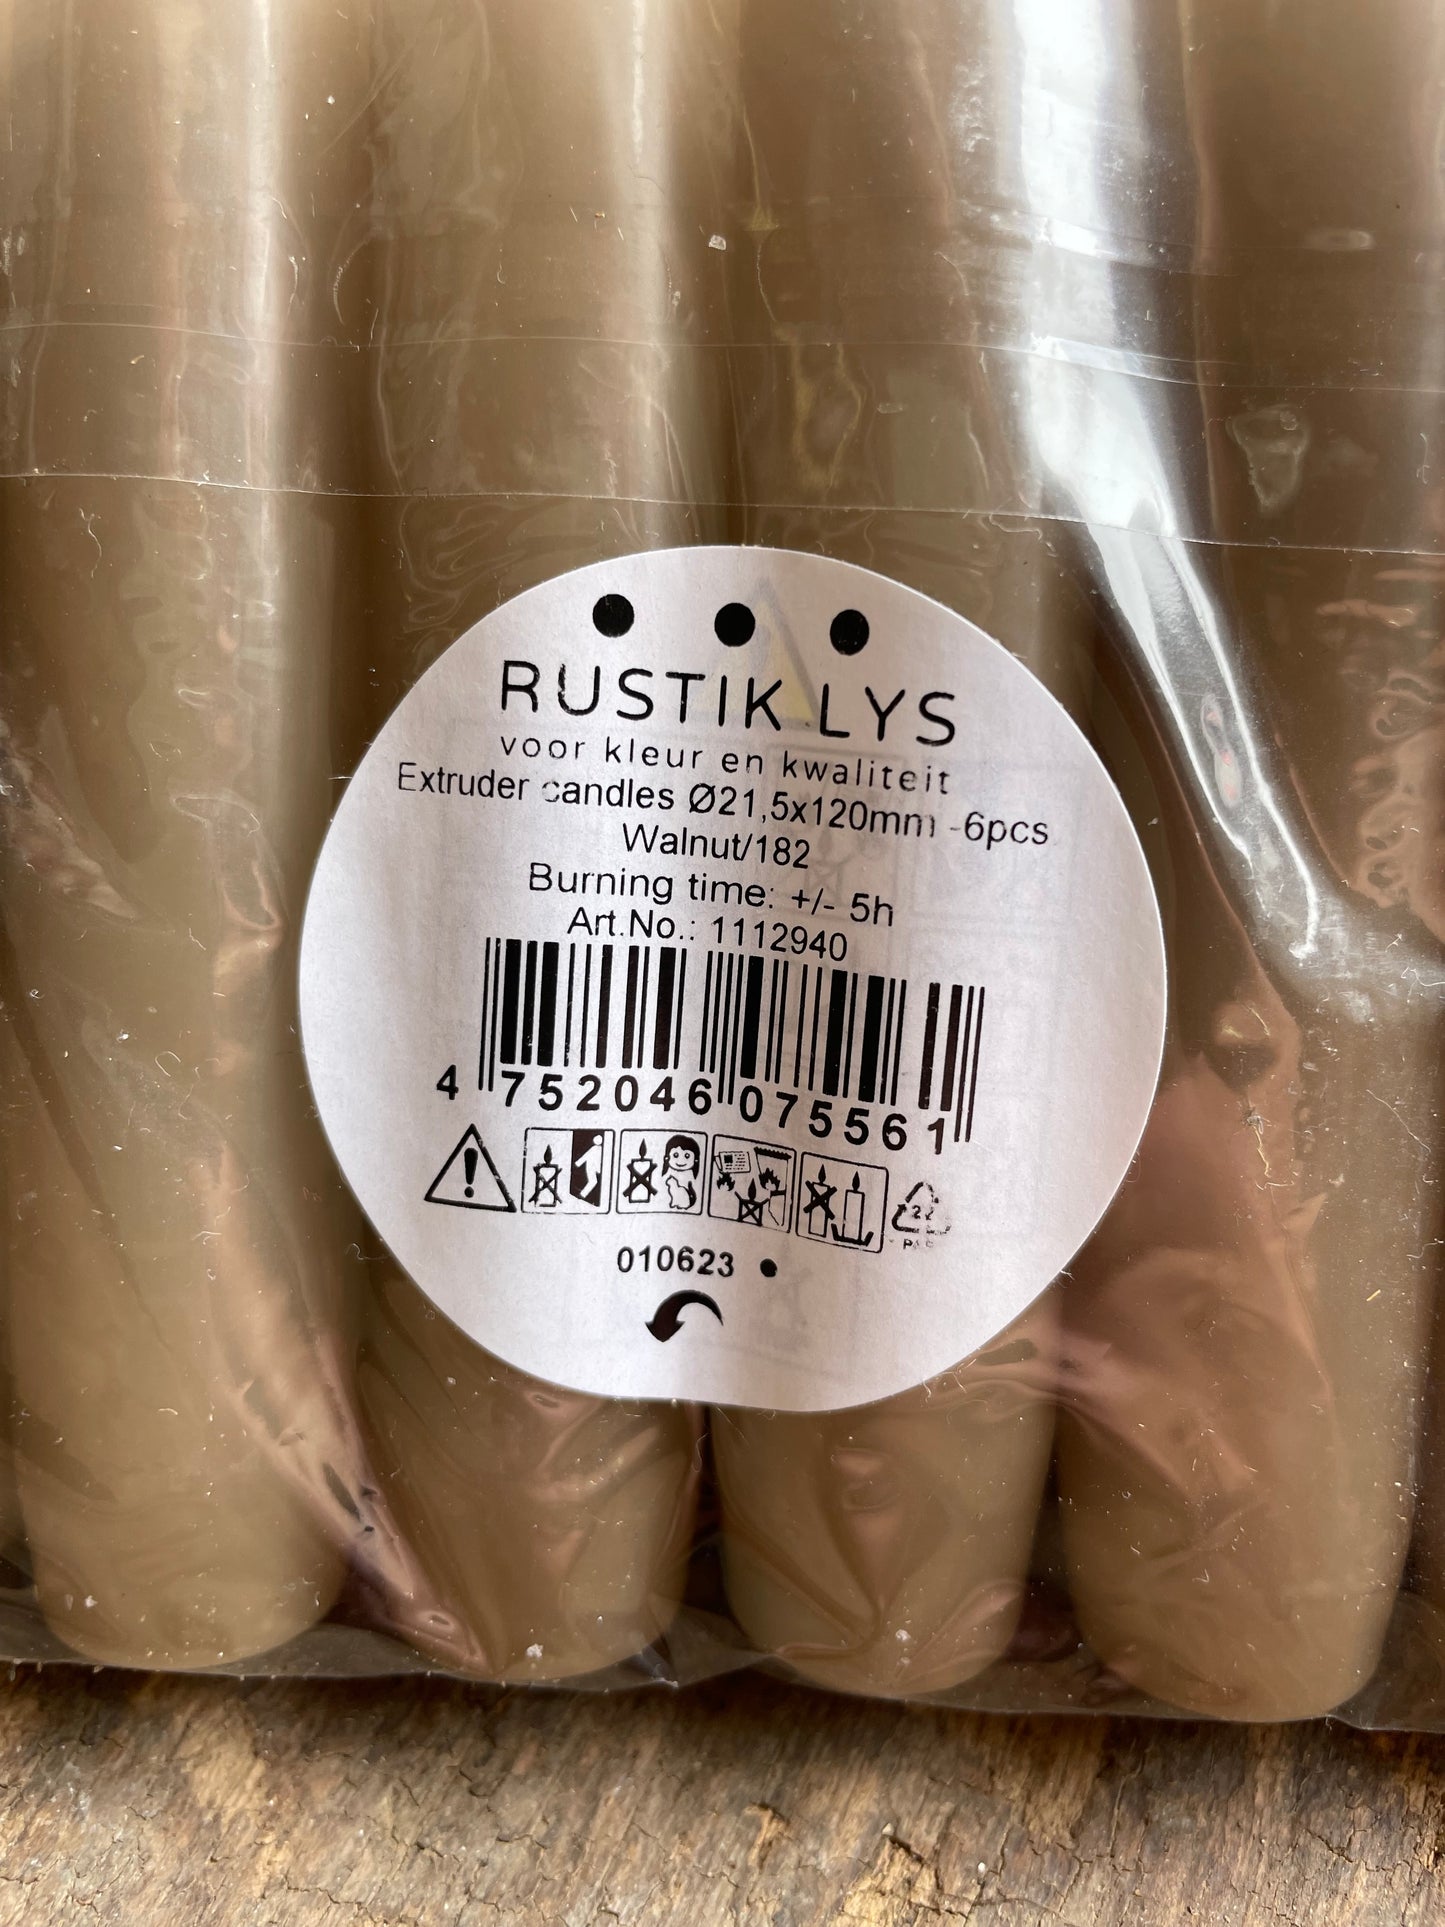 RUSTIK LYS
voor kleur en kwaliteit
Extruder candles Ø21,5x120mm -6pcs
Walnut/182
Burning time: +/- 5h
Art.No.: 1112940
4 752046 075561
010623